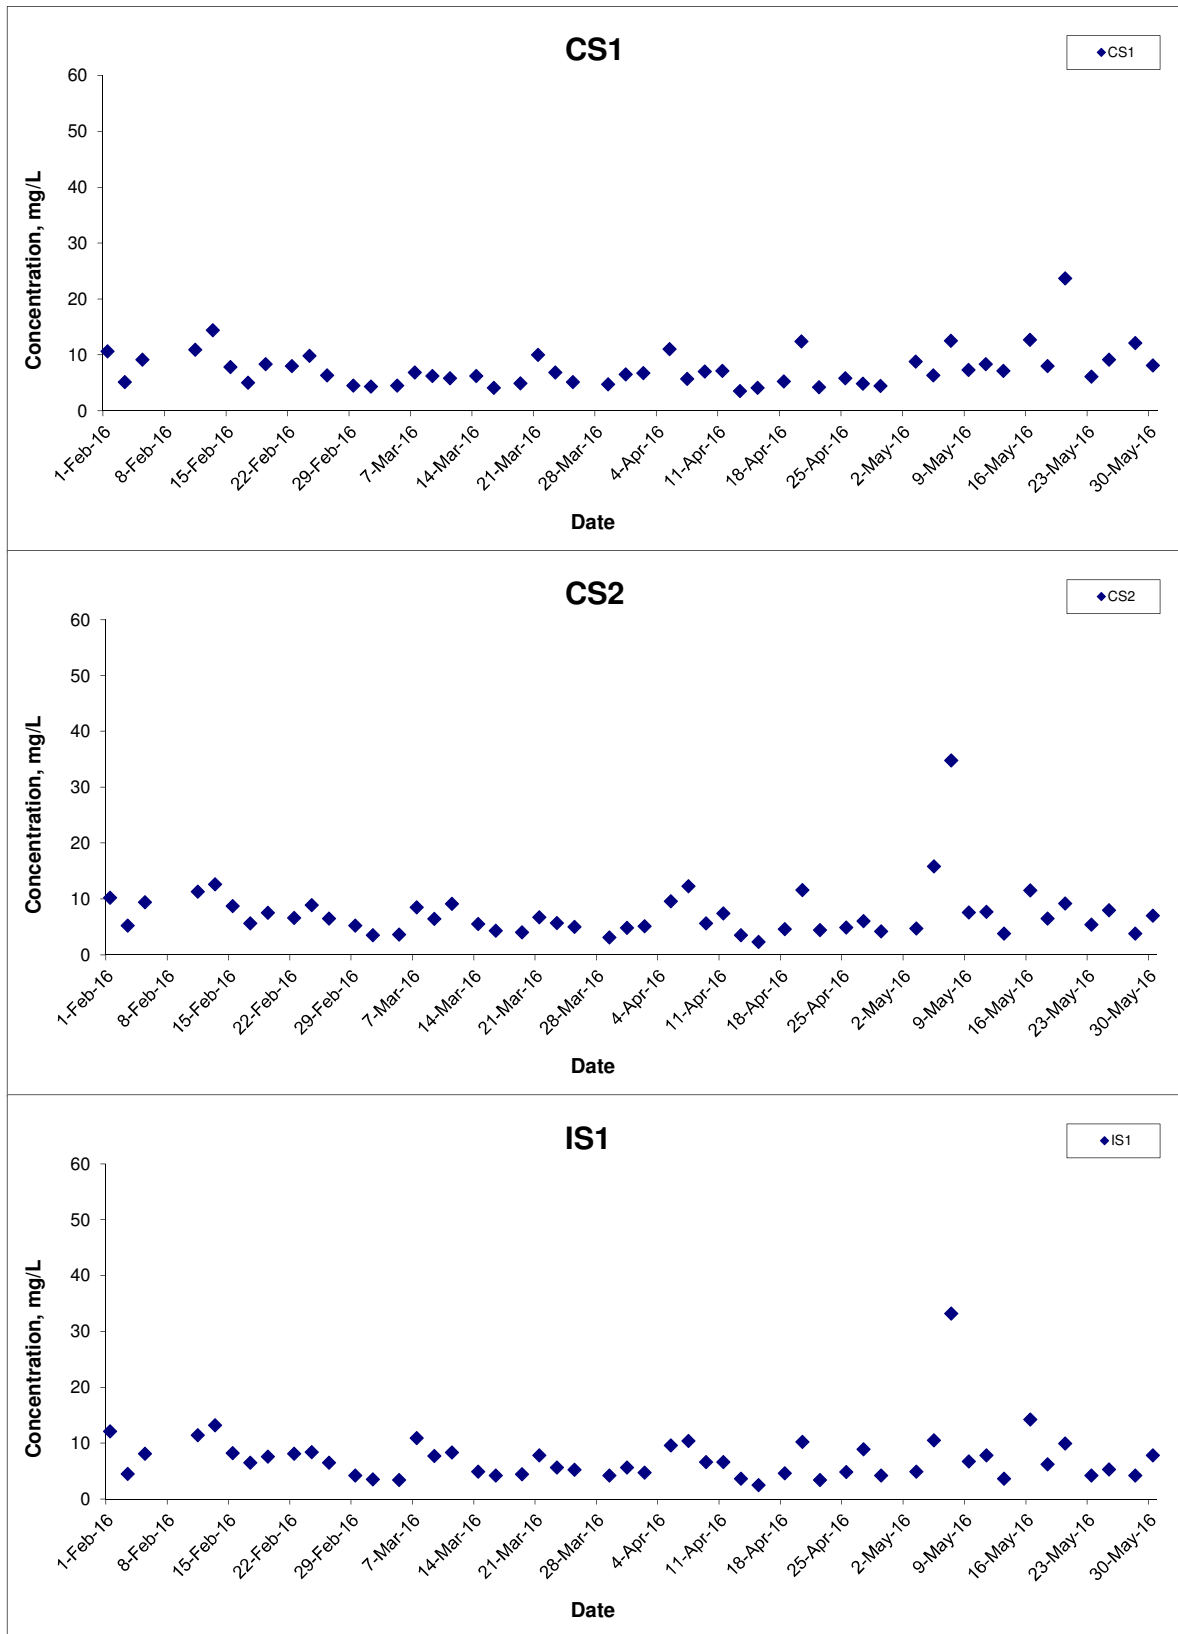 CS1
CS1
60
50
40
30
20
10
0
Concentration, mg/L
1-Feb-16
8-Feb-16
15-Feb-16
22-Feb-16
29-Feb-16
7-Mar-16
14-Mar-16
21-Mar-16
28-Mar-16
4-Apr-16
11-Apr-16
18-Apr-16
25-Apr-16
2-May-16
9-May-16
16-May-16
23-May-16
30-May-16
Date
CS2
CS2
60
50
40
30
20
10
0
Concentration, mg/L
1-Feb-16
8-Feb-16
15-Feb-16
22-Feb-16
29-Feb-16
7-Mar-16
14-Mar-16
21-Mar-16
28-Mar-16
4-Apr-16
11-Apr-16
18-Apr-16
25-Apr-16
2-May-16
9-May-16
16-May-16
23-May-16
30-May-16
Date
IS1
IS1
60
50
40
30
20
10
0
Concentration, mg/L
1-Feb-16
8-Feb-16
15-Feb-16
22-Feb-16
29-Feb-16
7-Mar-16
14-Mar-16
21-Mar-16
28-Mar-16
4-Apr-16
11-Apr-16
18-Apr-16
25-Apr-16
2-May-16
9-May-16
16-May-16
23-May-16
30-May-16
Date